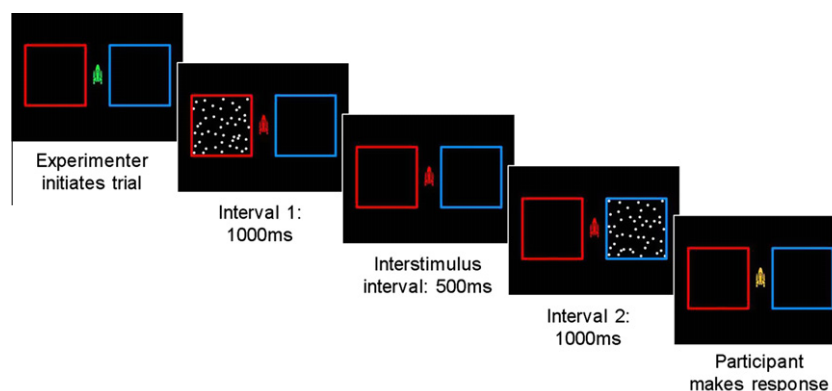 Experimenter
initiates trial
Interval 1:
1000ms
Interstimulus
interval: 500ms
Interval 2:
1000ms
Participant
makes response